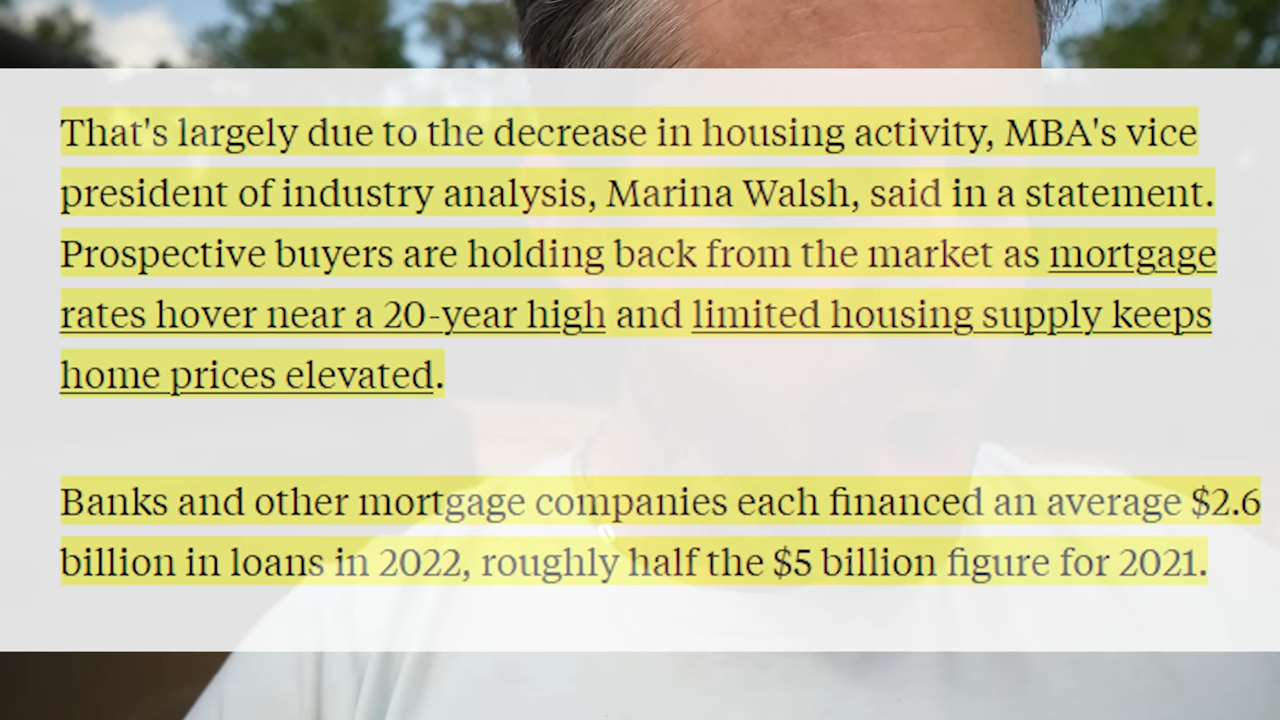 That's largely due to the decrease in housing activity, MBA's vice
president of industry analysis, Marina Walsh, said in a statement.
Prospective buyers are holding back from the market as mortgage
rates hover near a 20-year high and limited housing supply keeps
home prices elevated.
Banks and other mortgage companies each financed an average $2.6
billion in loans in 2022, roughly half the $5 billion figure for 2021.